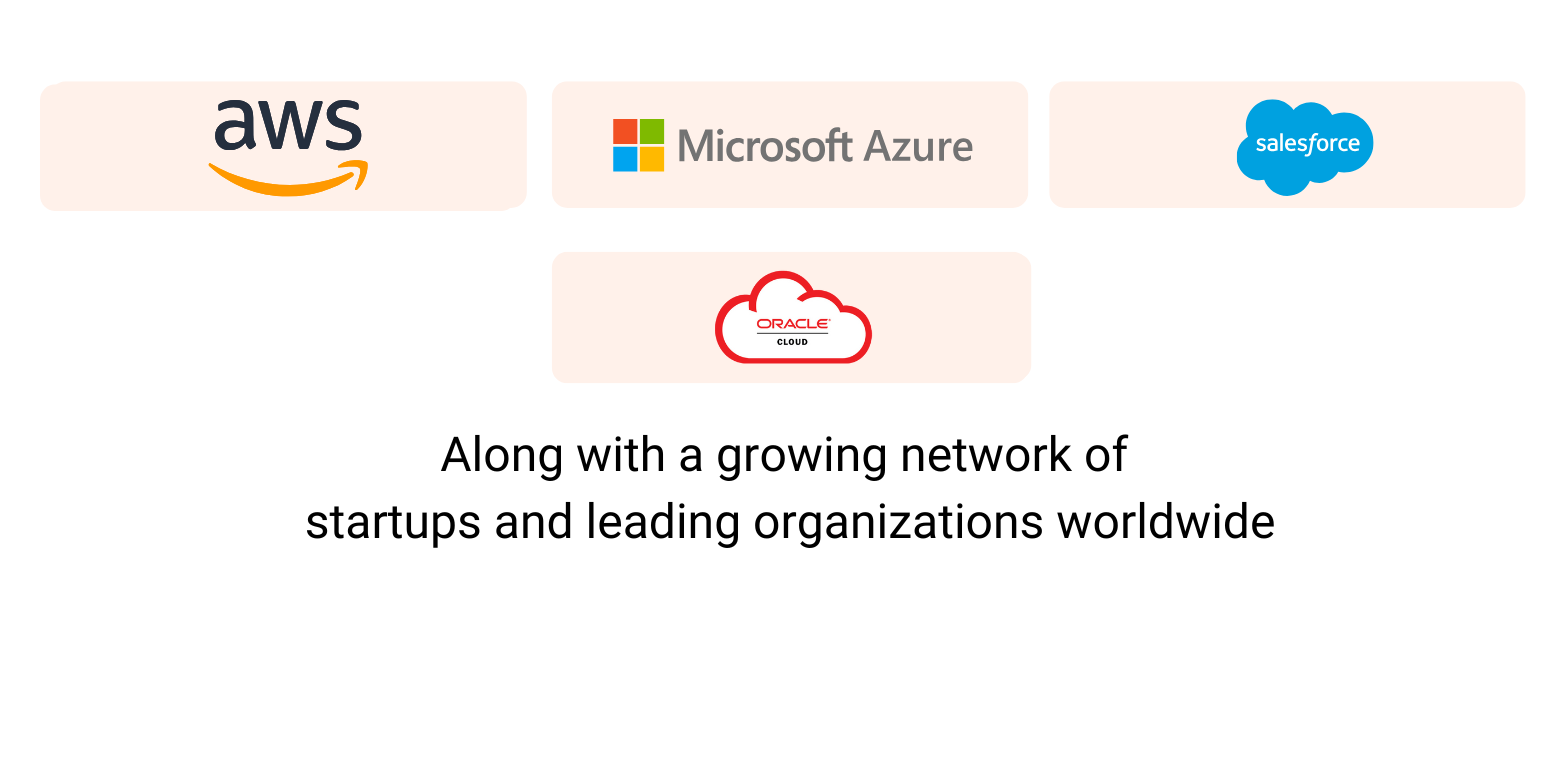 aws
Microsoft Azure
salesforce
ORACLE
CLOUD
Along with a growing network of
startups and leading organizations worldwide